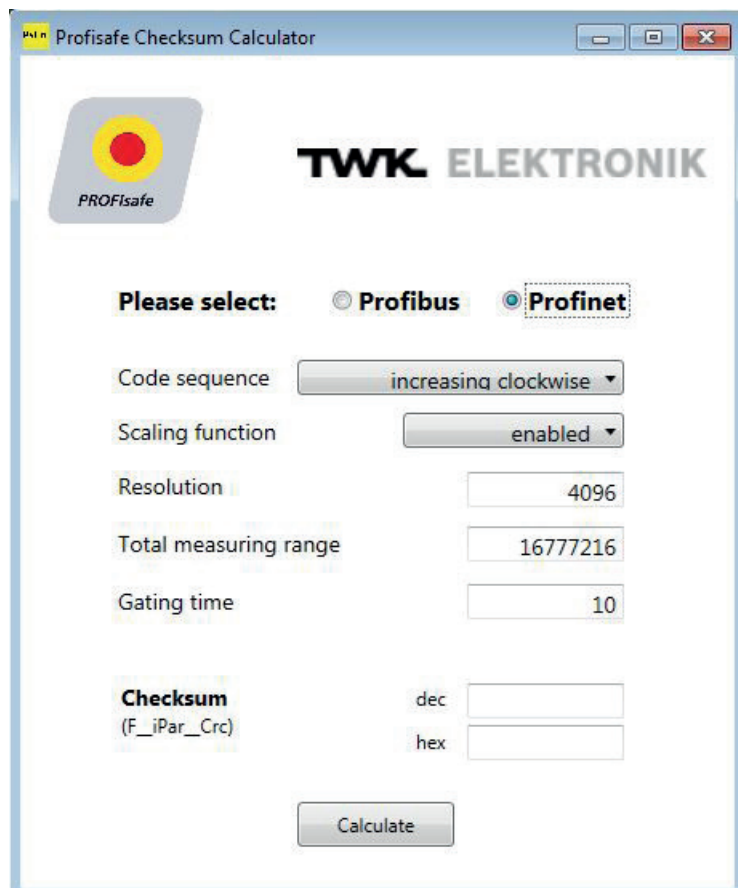 Profisafe Checksum Calculator
PROFIsafe
TWK ELEKTRONIK
Please select: Profibus Profinet
Code sequence increasing clockwise
Scaling function enabled
Resolution 4096
Total measuring range 16777216
Gating time 10
Checksum dec
(F__iPar__Crc)
hex
Calculate